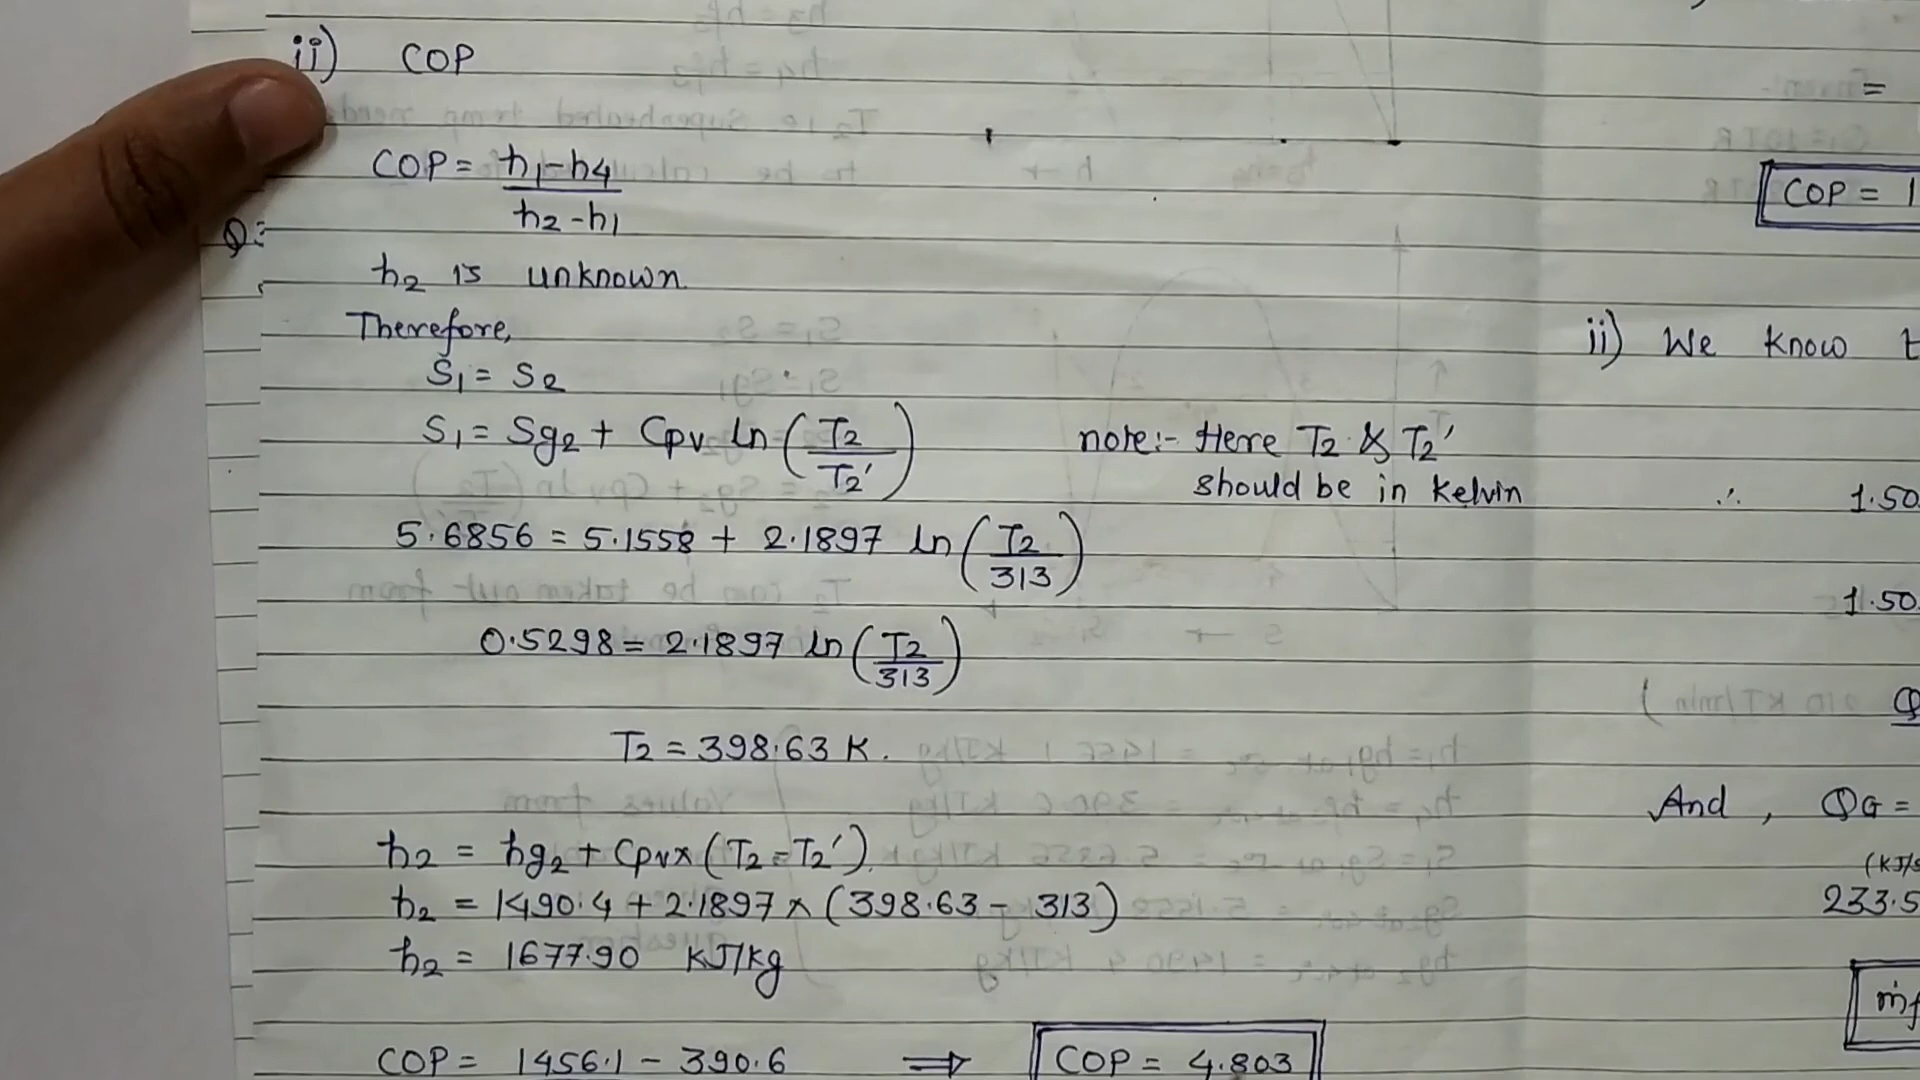 ii) COP
COP = h1-h4 / h2-h1
h2 is unknown
Therefore,
S1 = S2
S1 = Sg2 + Cpv ln (T2 / T2')
note:- Here T2 & T2'
should be in kelvin
5.6856 = 5.1558 + 2.1897 ln (T2 / 313)
0.5298 = 2.1897 ln (T2 / 313)
T2 = 398.63 K.
h2 = hg2 + Cpv x (T2 - T2').
h2 = 1490.4 + 2.1897 x (398.63 - 313)
h2 = 1677.90 KJ/kg
COP = 1456.1 - 390.6 ⇒ COP = 4.803
Q:
=
COP = 1
ii) We know t
∴ 1.50
1.50
Q
And , QG =
(KJ/s
233.5
ṁf